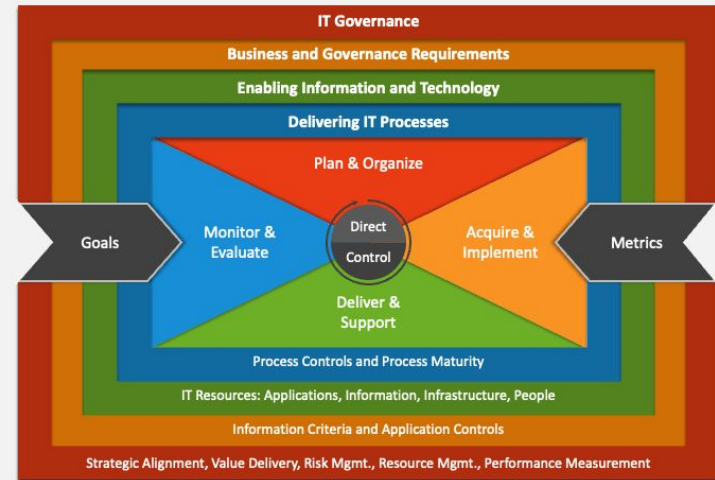 IT Governance
Business and Governance Requirements
Enabling Information and Technology
Delivering IT Processes
Plan & Organize
Goals
Monitor &
Evaluate
Direct
Control
Acquire &
Implement
Metrics
Deliver &
Support
Process Controls and Process Maturity
IT Resources: Applications, Information, Infrastructure, People
Information Criteria and Application Controls
Strategic Alignment, Value Delivery, Risk Mgmt., Resource Mgmt., Performance Measurement